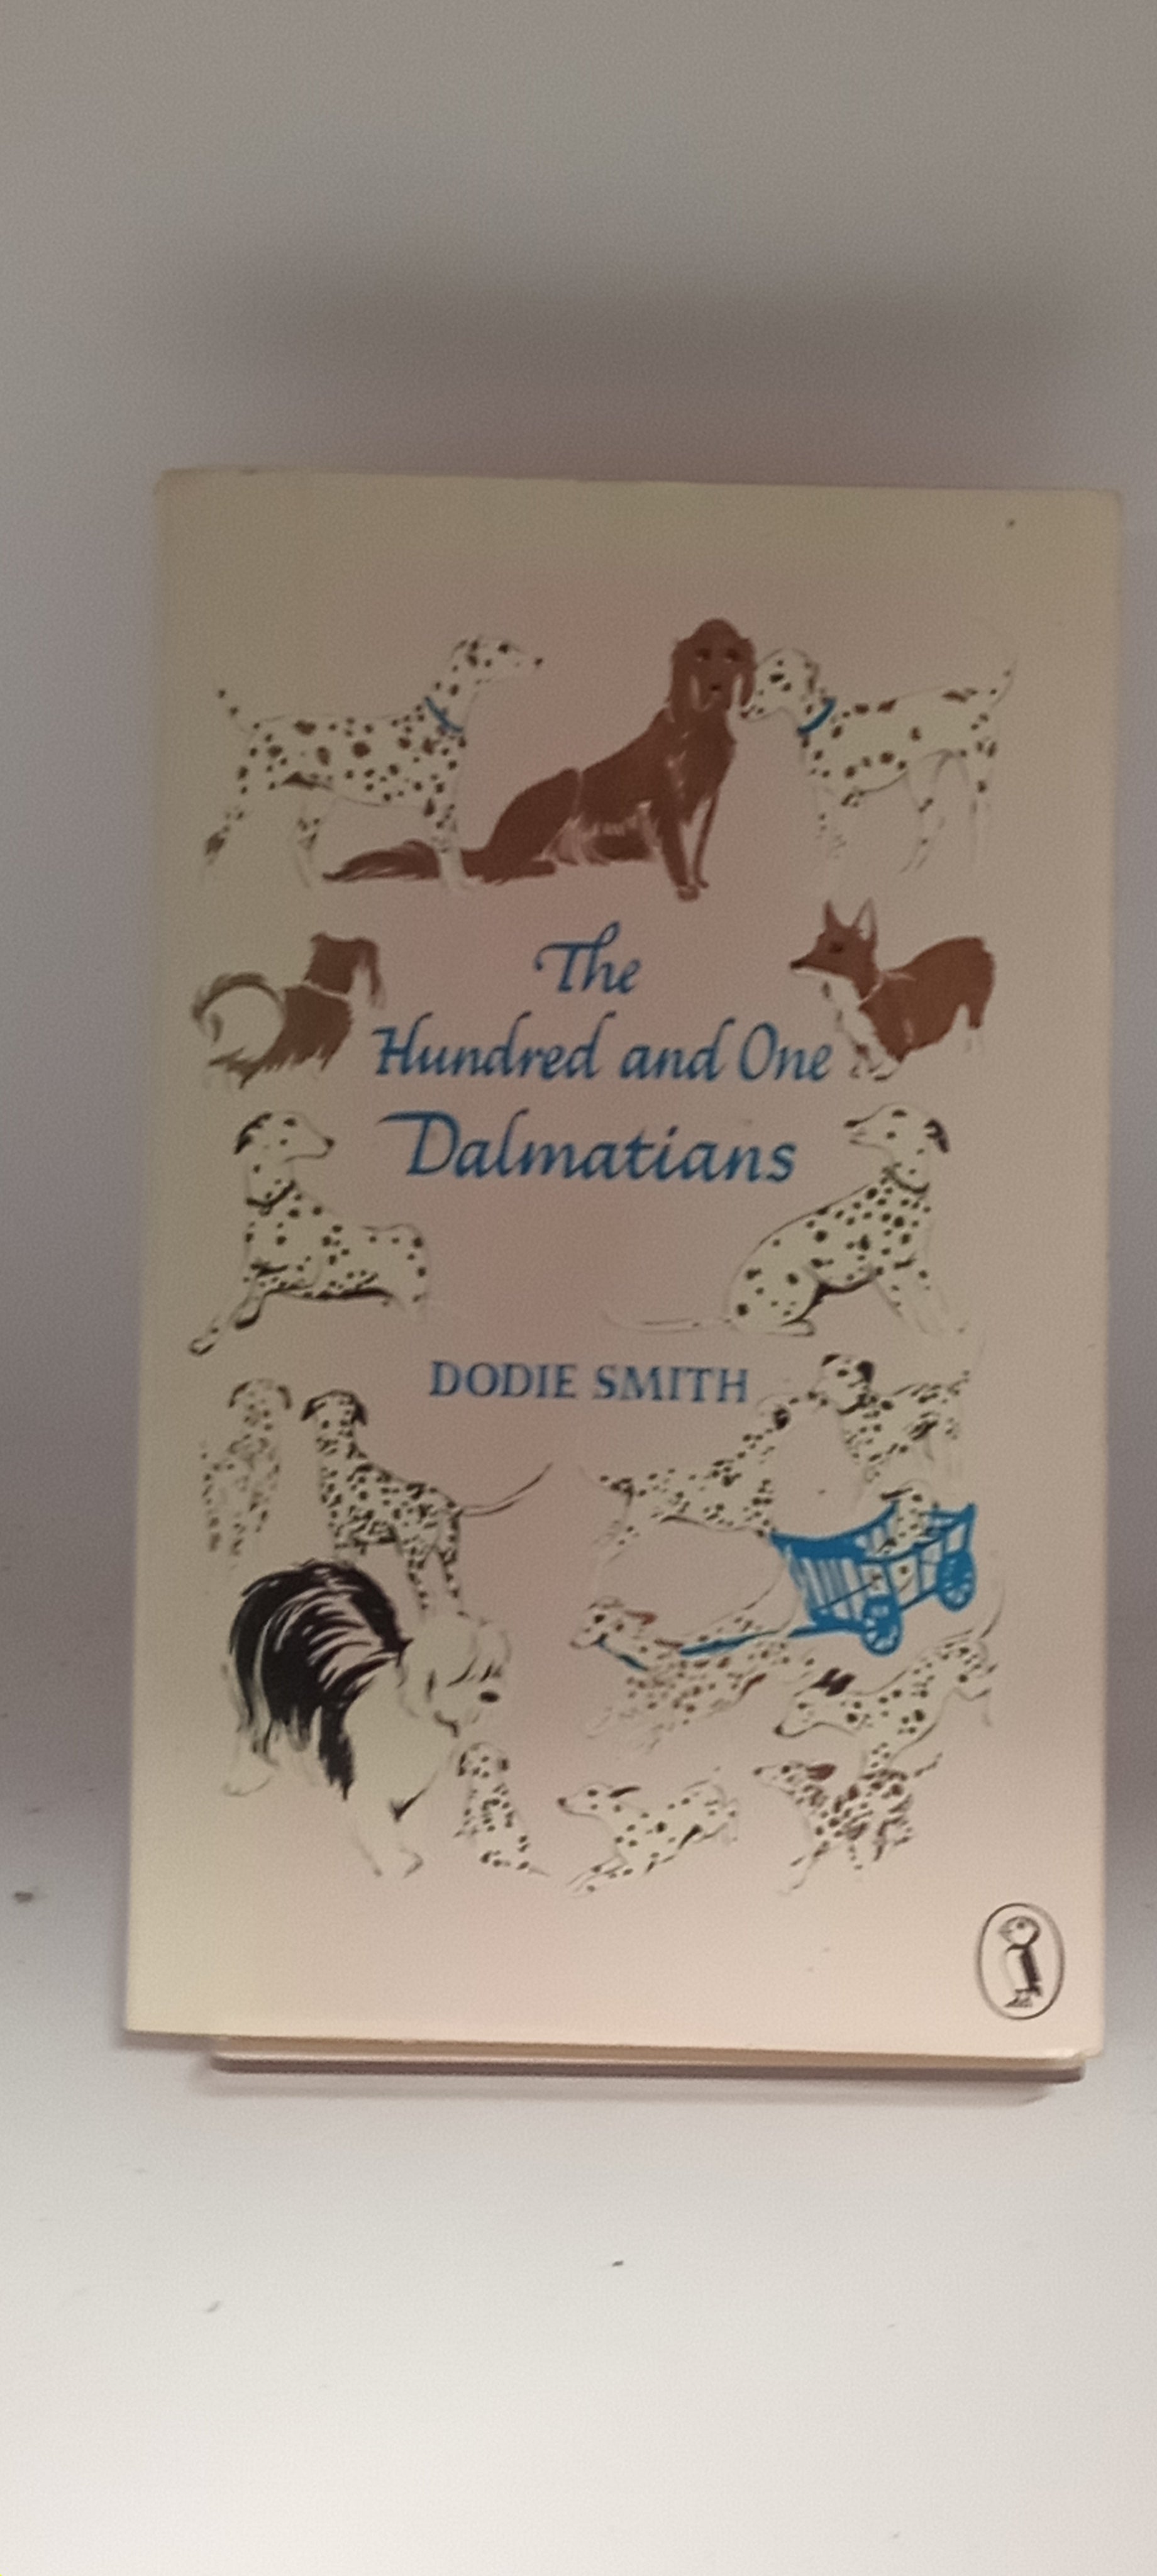 The
Hundred and One
Dalmatians
DODIE SMITH